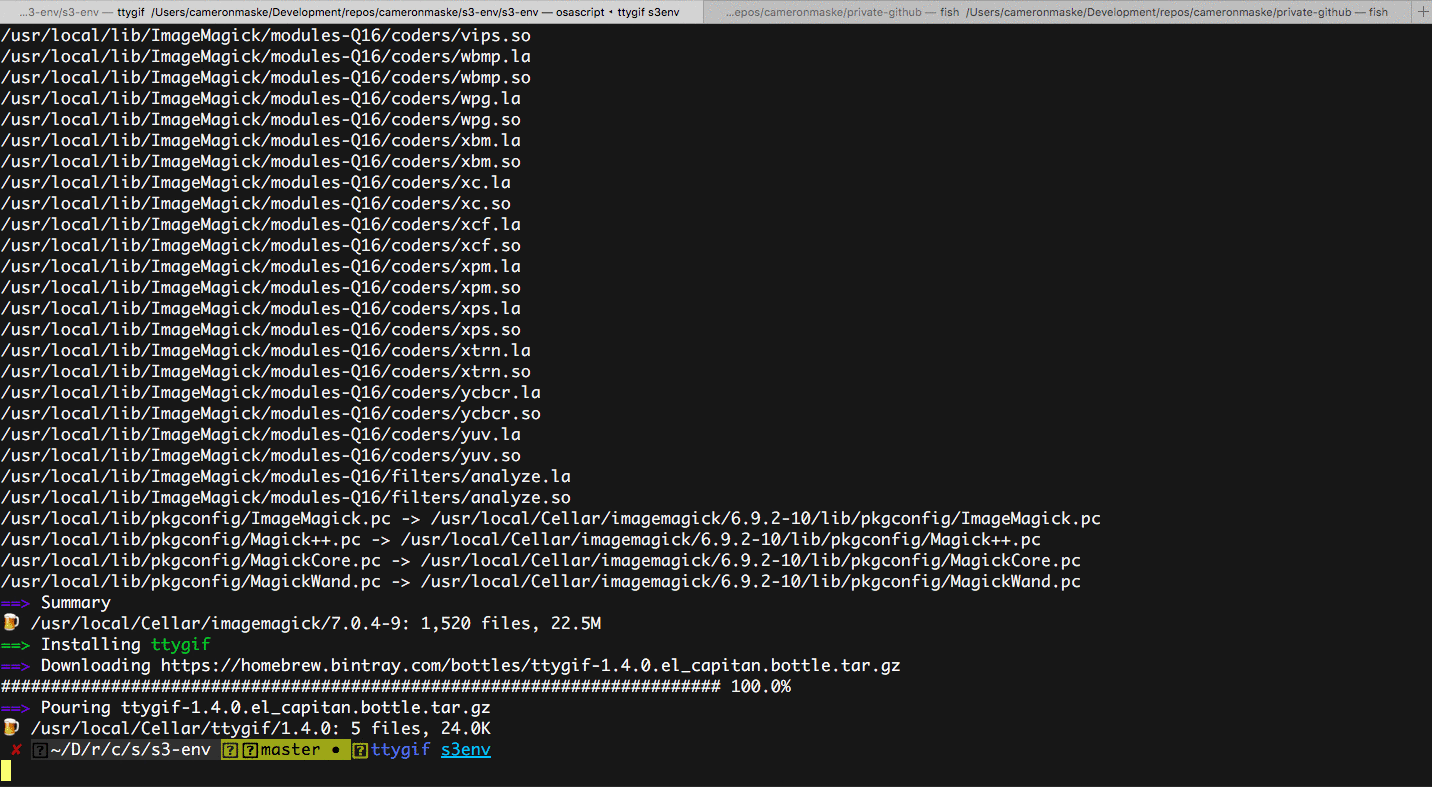 ...3-env/s3-env — ttygif /Users/cameronmaske/Development/repos/cameronmaske/s3-env/s3-env — osascript • ttygif s3env
...epos/cameronmaske/private-github — fish /Users/cameronmaske/Development/repos/cameronmaske/private-github — fish +
/usr/local/lib/ImageMagick/modules-Q16/coders/vips.so
/usr/local/lib/ImageMagick/modules-Q16/coders/wbmp.la
/usr/local/lib/ImageMagick/modules-Q16/coders/wbmp.so
/usr/local/lib/ImageMagick/modules-Q16/coders/wpg.la
/usr/local/lib/ImageMagick/modules-Q16/coders/wpg.so
/usr/local/lib/ImageMagick/modules-Q16/coders/xbm.la
/usr/local/lib/ImageMagick/modules-Q16/coders/xbm.so
/usr/local/lib/ImageMagick/modules-Q16/coders/xc.la
/usr/local/lib/ImageMagick/modules-Q16/coders/xc.so
/usr/local/lib/ImageMagick/modules-Q16/coders/xcf.la
/usr/local/lib/ImageMagick/modules-Q16/coders/xcf.so
/usr/local/lib/ImageMagick/modules-Q16/coders/xpm.la
/usr/local/lib/ImageMagick/modules-Q16/coders/xpm.so
/usr/local/lib/ImageMagick/modules-Q16/coders/xps.la
/usr/local/lib/ImageMagick/modules-Q16/coders/xps.so
/usr/local/lib/ImageMagick/modules-Q16/coders/xtrn.la
/usr/local/lib/ImageMagick/modules-Q16/coders/xtrn.so
/usr/local/lib/ImageMagick/modules-Q16/coders/ycbcr.la
/usr/local/lib/ImageMagick/modules-Q16/coders/ycbcr.so
/usr/local/lib/ImageMagick/modules-Q16/coders/yuv.la
/usr/local/lib/ImageMagick/modules-Q16/coders/yuv.so
/usr/local/lib/ImageMagick/modules-Q16/filters/analyze.la
/usr/local/lib/ImageMagick/modules-Q16/filters/analyze.so
/usr/local/lib/pkgconfig/ImageMagick.pc -> /usr/local/Cellar/imagemagick/6.9.2-10/lib/pkgconfig/ImageMagick.pc
/usr/local/lib/pkgconfig/Magick++.pc -> /usr/local/Cellar/imagemagick/6.9.2-10/lib/pkgconfig/Magick++.pc
/usr/local/lib/pkgconfig/MagickCore.pc -> /usr/local/Cellar/imagemagick/6.9.2-10/lib/pkgconfig/MagickCore.pc
/usr/local/lib/pkgconfig/MagickWand.pc -> /usr/local/Cellar/imagemagick/6.9.2-10/lib/pkgconfig/MagickWand.pc
==> Summary
🍺 /usr/local/Cellar/imagemagick/7.0.4-9: 1,520 files, 22.5M
==> Installing ttygif
==> Downloading https://homebrew.bintray.com/bottles/ttygif-1.4.0.el_capitan.bottle.tar.gz
######################################################################## 100.0%
==> Pouring ttygif-1.4.0.el_capitan.bottle.tar.gz
🍺 /usr/local/Cellar/ttygif/1.4.0: 5 files, 24.0K
✘ ⍰~/D/r/c/s/s3-env ⍰⍰master • ⍰ttygif s3env